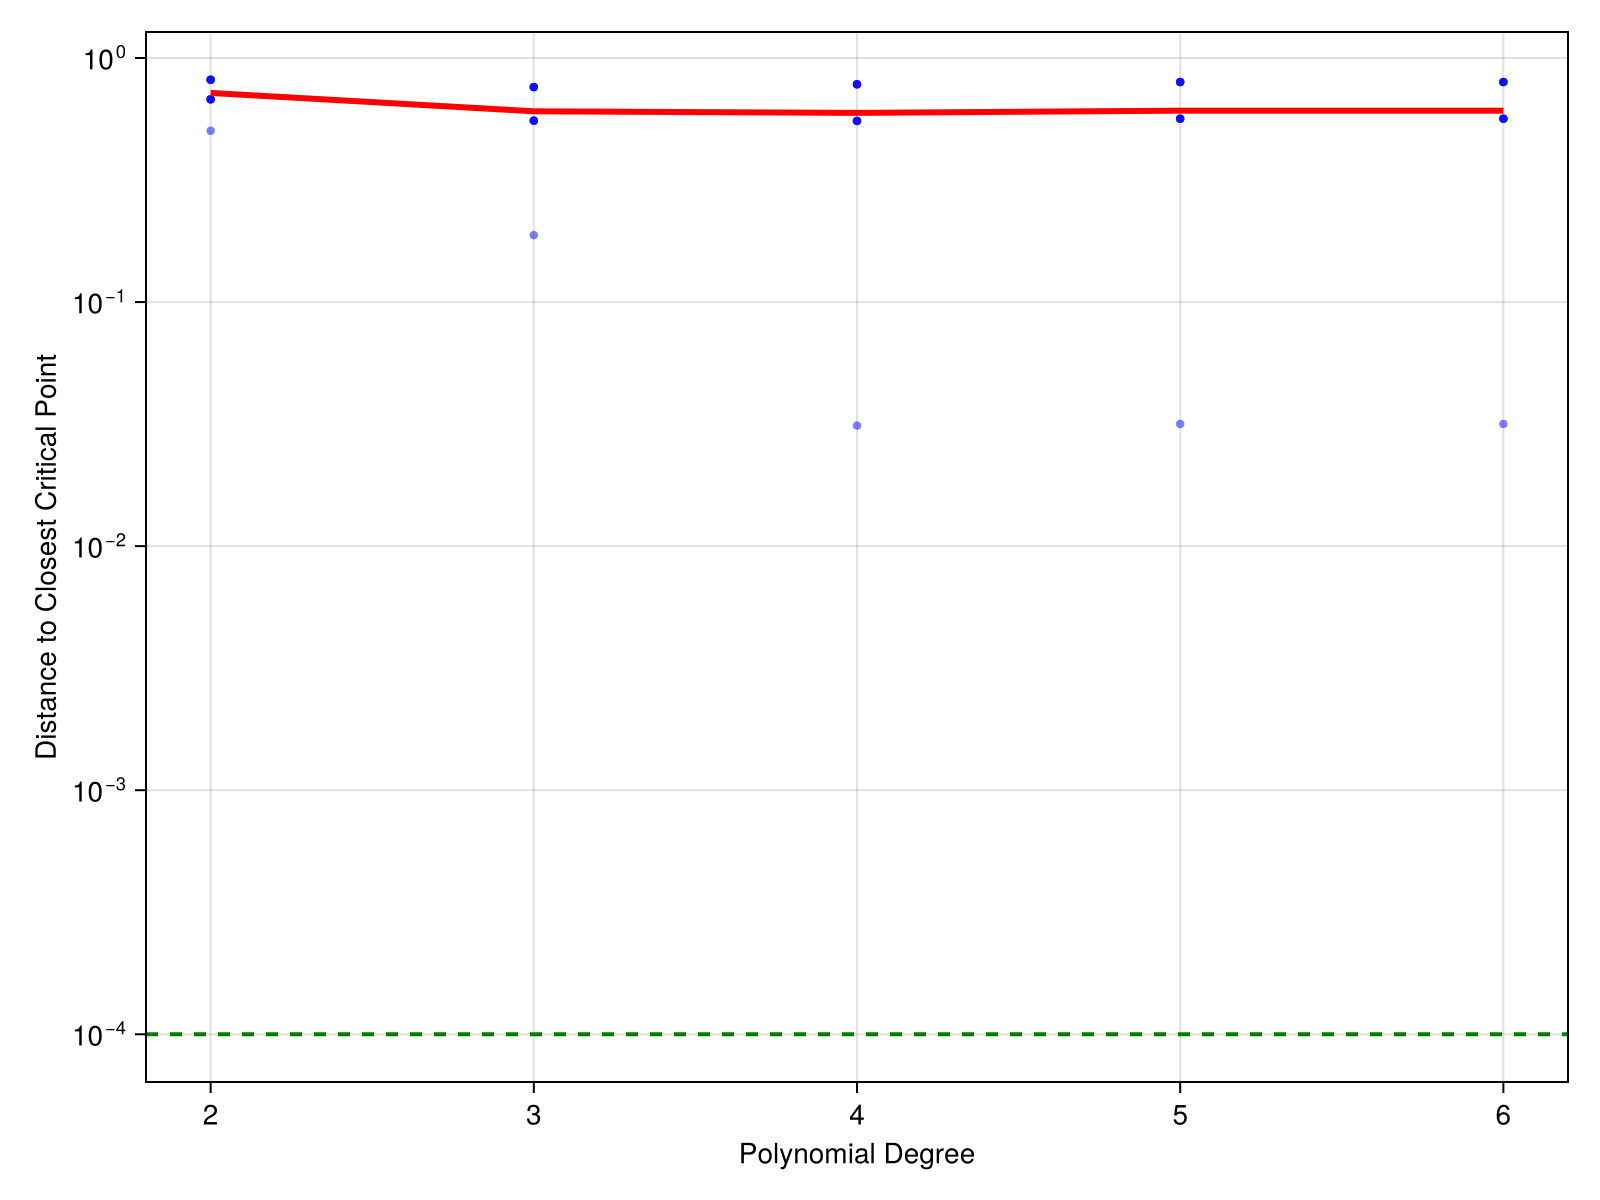 10⁰
10⁻¹
10⁻²
10⁻³
10⁻⁴
Distance to Closest Critical Point
2 3 4 5 6
Polynomial Degree